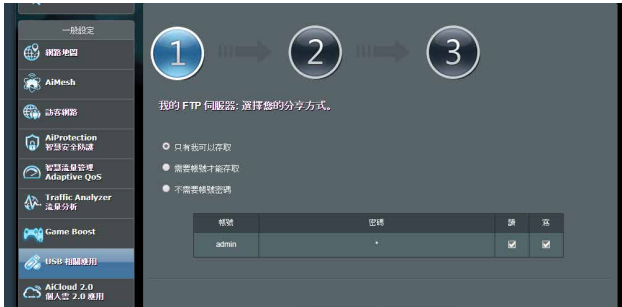 一般設定
網路地圖
AiMesh
訪客網路
AiProtection
智慧安全防護
智慧流量管理
Adaptive QoS
Traffic Analyzer
流量分析
Game Boost
USB 相關應用
AiCloud 2.0
個人雲 2.0 應用
1 2 3
我的 FTP 伺服器: 選擇您的分享方式。
只有我可以存取
需要帳號才能存取
不需要帳號密碼
帳號 密碼 讀 寫
admin *